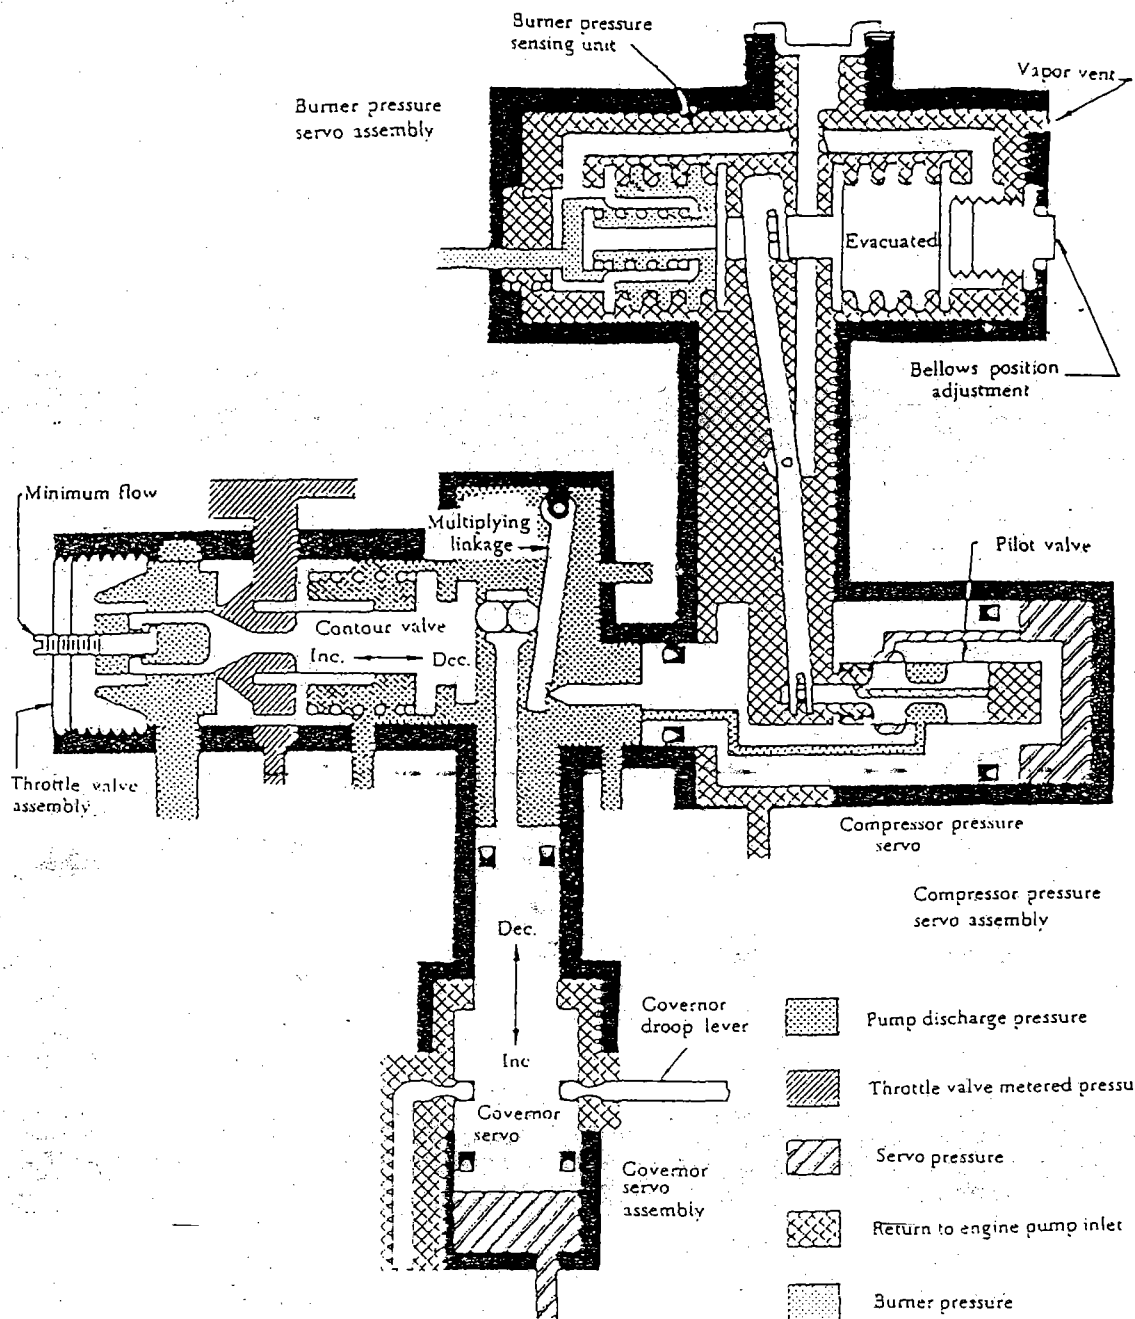 Burner pressure
sensing unit
Vapor vent
Burner pressure
servo assembly
Evacuated
Bellows position
adjustment
Minimum flow
Multiplying
linkage
Pilot valve
Contour valve
Inc.
Dec.
Throttle valve
assembly
Compressor pressure
servo
Compressor pressure
servo assembly
Dec.
Inc
Governor
droop lever
Governor
servo
Governor
servo
assembly
Pump discharge pressure
Throttle valve metered pressu
Servo pressure
Return to engine pump inlet
Burner pressure